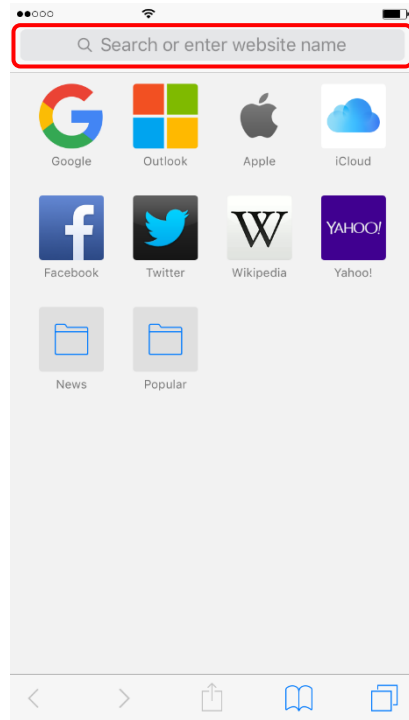 Search or enter website name
Google Outlook Apple iCloud
YAHOO!
Facebook Twitter Wikipedia Yahoo!
News Popular